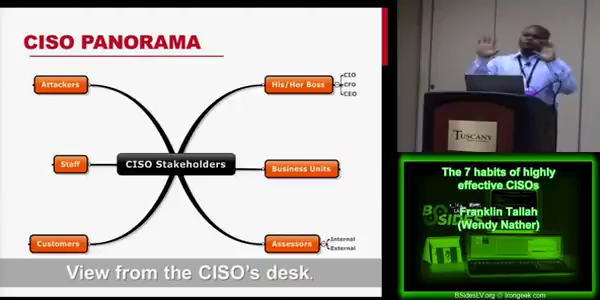 CISO PANORAMA
Attackers
His/Her Boss
CIO
CFO
CEO
Staff
CISO Stakeholders
Business Units
Customers
Assessors
Internal
External
View from the CISO's desk.
TUSCANY
The 7 habits of highly
effective CISOs
Franklin Tallah
(Wendy Nather)
BSidesLV.org @ Irongeek.com